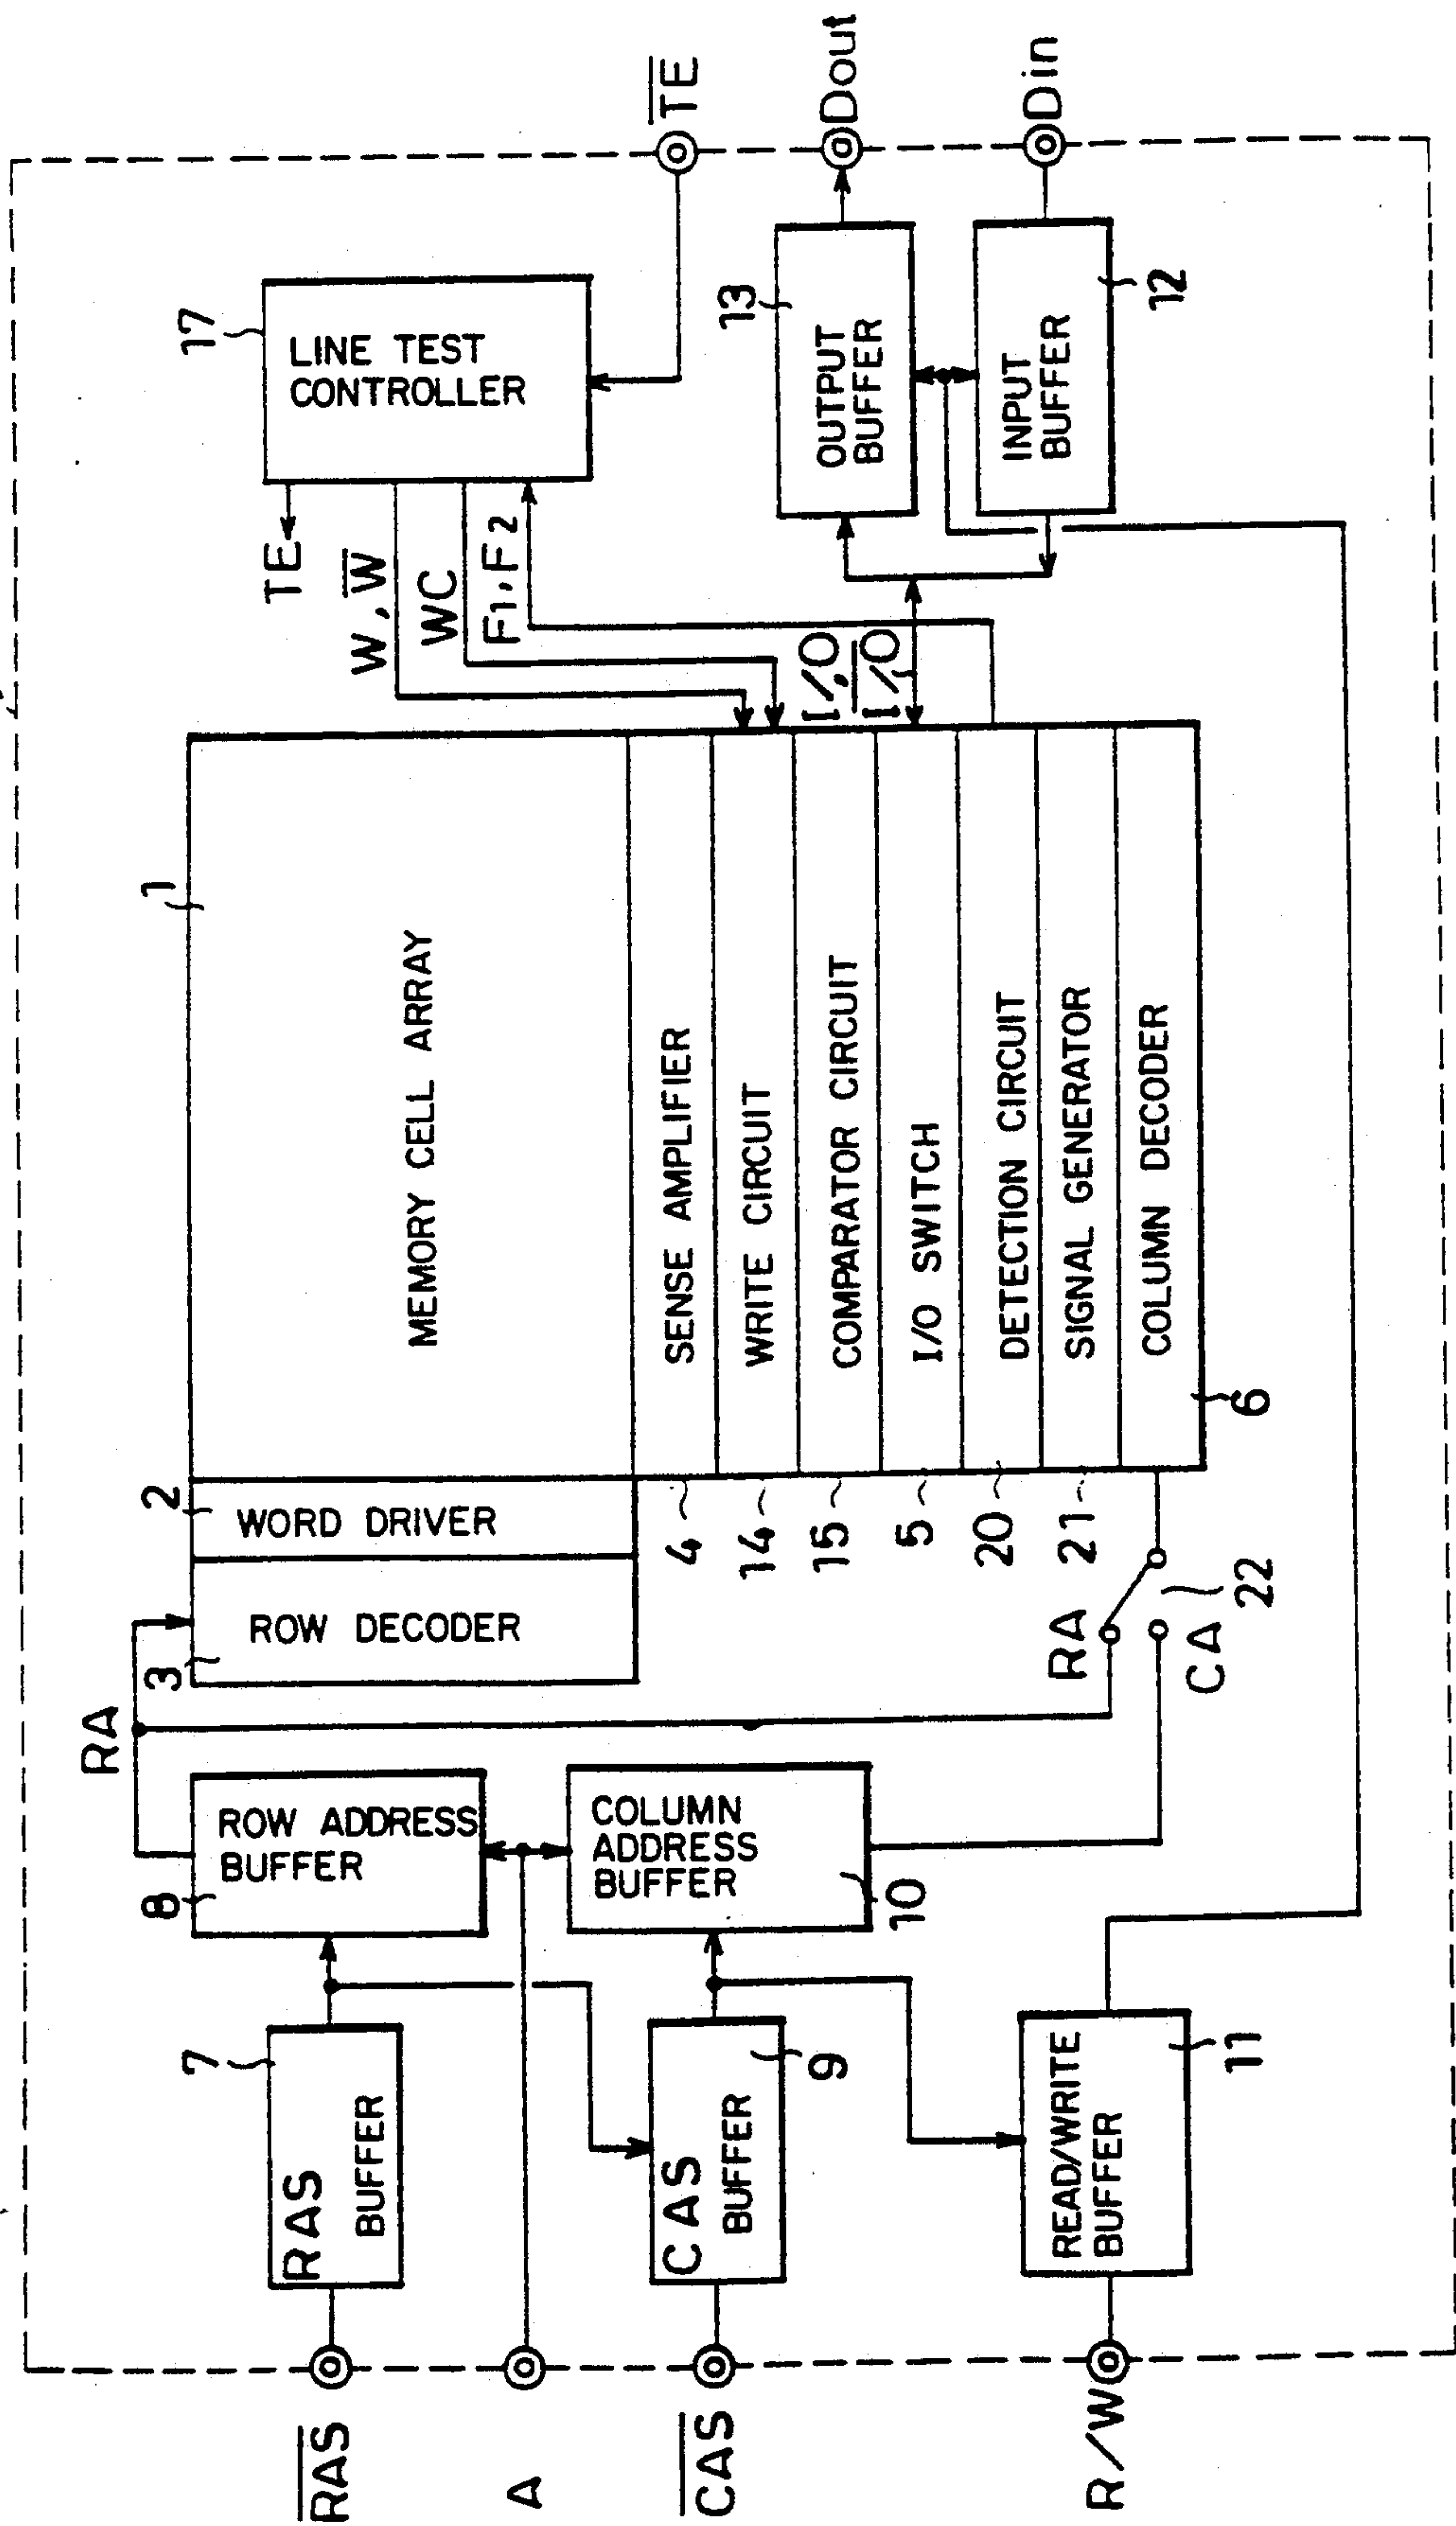 RAS
A
CAS
R/W
7
RAS
BUFFER
9
CAS
BUFFER
11
READ/WRITE
BUFFER
8
ROW ADDRESS
BUFFER
10
COLUMN
ADDRESS
BUFFER
RA
3
ROW DECODER
2
WORD DRIVER
RA
CA
22
1
MEMORY CELL ARRAY
4
SENSE AMPLIFIER
14
WRITE CIRCUIT
15
COMPARATOR CIRCUIT
5
I/O SWITCH
20
DETECTION CIRCUIT
21
SIGNAL GENERATOR
6
COLUMN DECODER
TE
W, W̅
WC
F1, F2
I/O,
I/O
17
LINE TEST
CONTROLLER
13
OUTPUT
BUFFER
12
INPUT
BUFFER
TE
Dout
Din